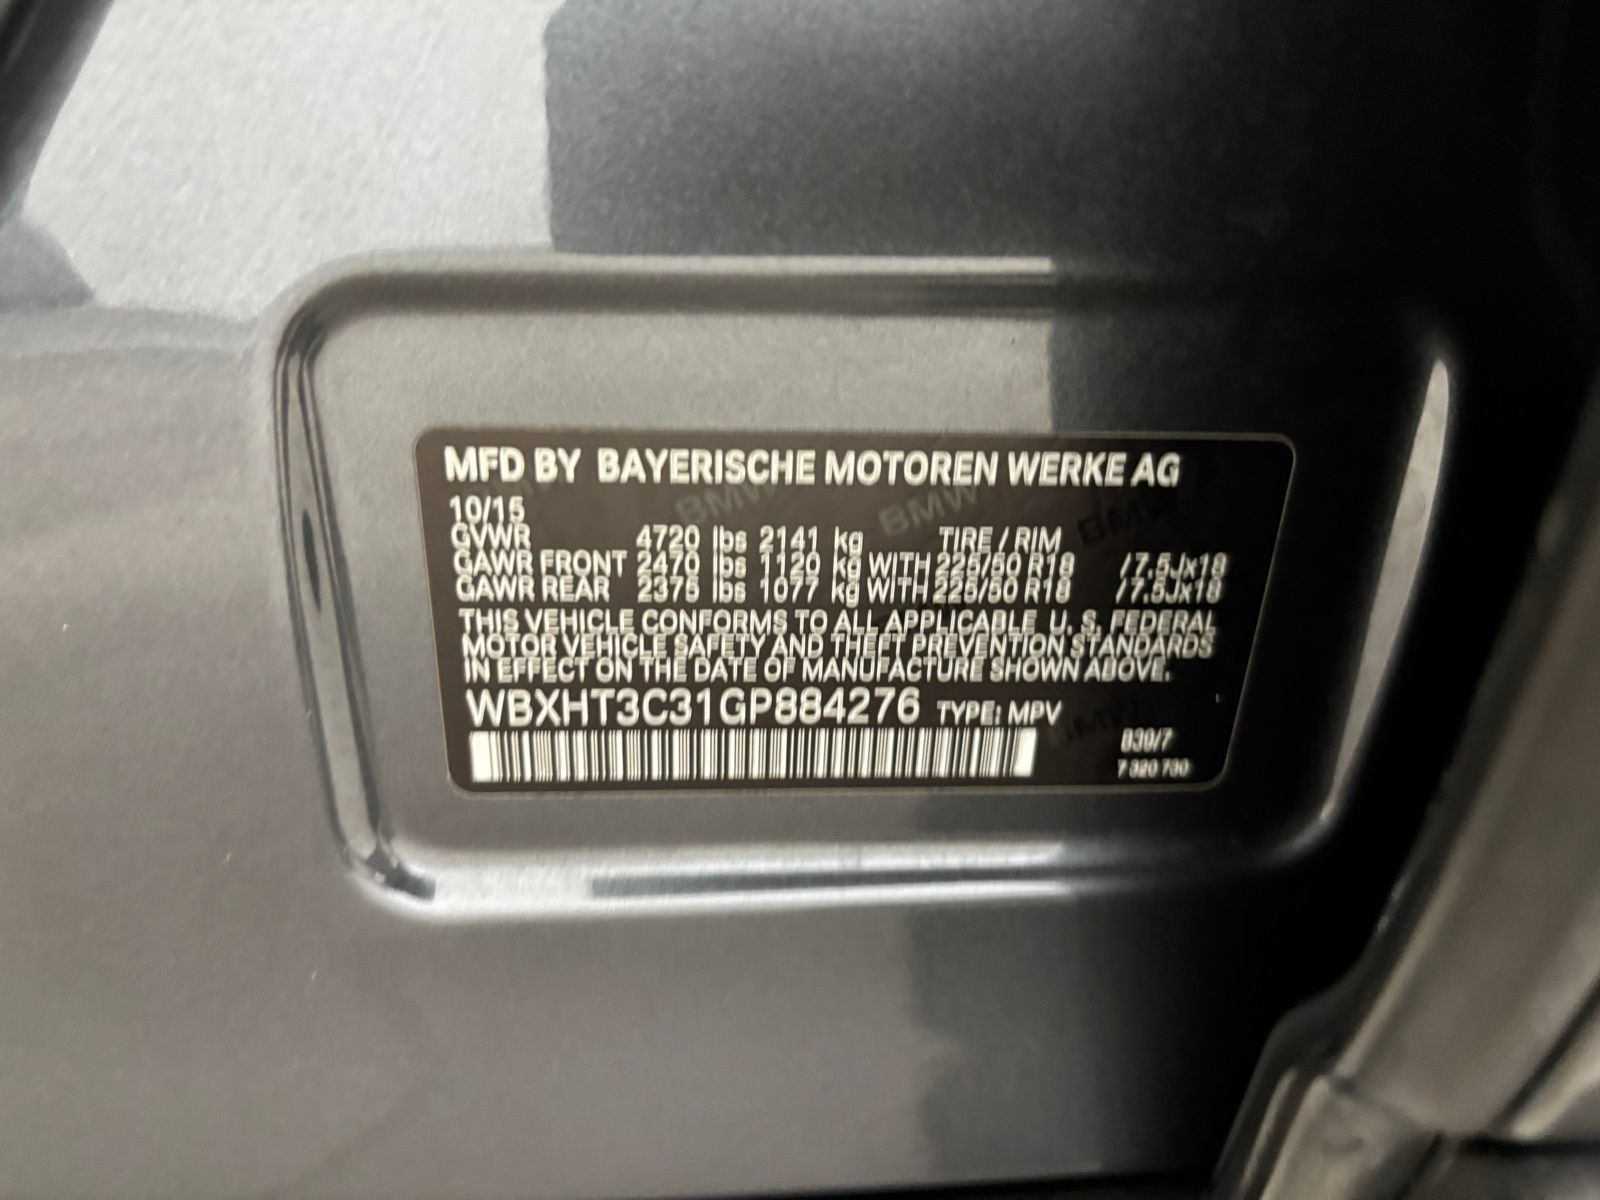 MFD BY BAYERISCHE MOTOREN WERKE AG
10/15
GVWR 4720 lbs 2141 kg TIRE / RIM
GAWR FRONT 2470 lbs 1120 kg WITH 225/50 R18 /7.5Jx18
GAWR REAR 2375 lbs 1077 kg WITH 225/50 R18 /7.5Jx18
THIS VEHICLE CONFORMS TO ALL APPLICABLE U. S. FEDERAL
MOTOR VEHICLE SAFETY AND THEFT PREVENTION STANDARDS
IN EFFECT ON THE DATE OF MANUFACTURE SHOWN ABOVE.
WBXHT3C31GP884276 TYPE: MPV
7 320 730